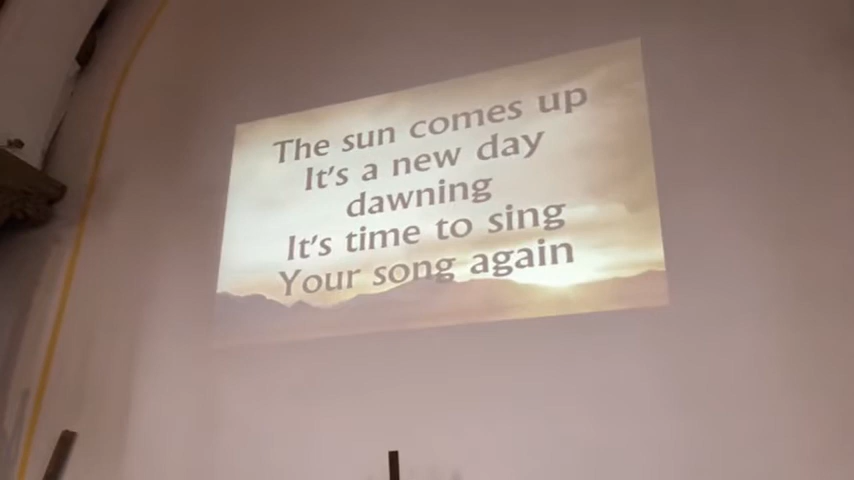 The sun comes up
It's a new day
dawning
It's time to sing
Your song again